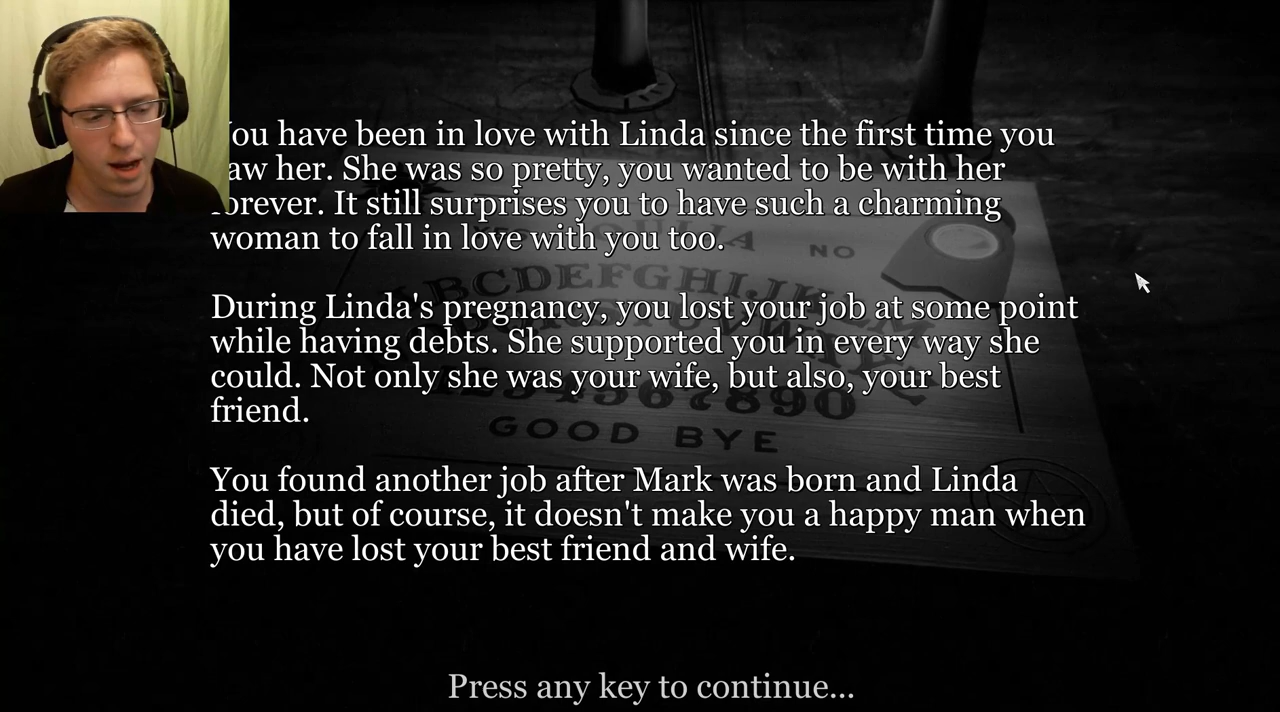 ou have been in love with Linda since the first time you
aw her. She was so pretty, you wanted to be with her
forever. It still surprises you to have such a charming
woman to fall in love with you too.
NO
During Linda's pregnancy, you lost your job at some point
while having debts. She supported you in every way she
could. Not only she was your wife, but also, your best
friend.
GOOD BYE
You found another job after Mark was born and Linda
died, but of course, it doesn't make you a happy man when
you have lost your best friend and wife.
Press any key to continue...